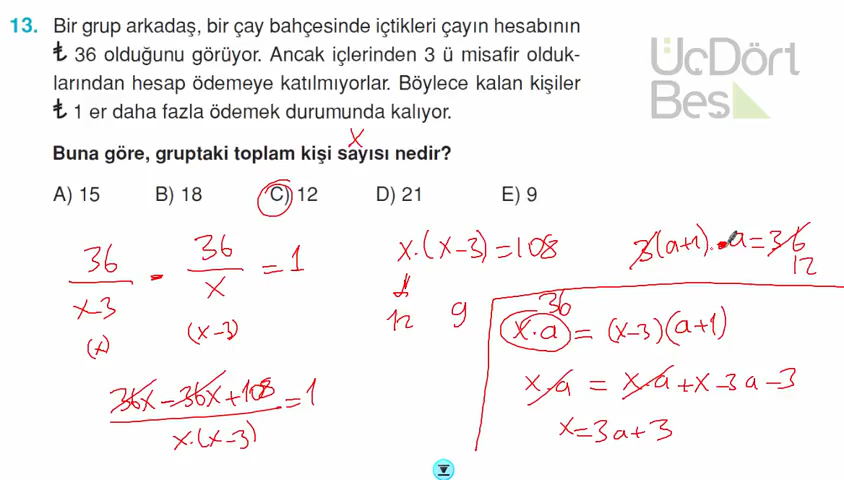 13. Bir grup arkadaş, bir çay bahçesinde içtikleri çayın hesabının
₺ 36 olduğunu görüyor. Ancak içlerinden 3 ü misafir olduk-
larından hesap ödemeye katılmıyorlar. Böylece kalan kişiler
₺ 1 er daha fazla ödemek durumunda kalıyor.
x
Buna göre, gruptaki toplam kişi sayısı nedir?
A) 15 B) 18 C) 12 D) 21 E) 9
ÜçDört
Beş
36/(x-3) - 36/x = 1
(x) (x-3)
(36x - 36x + 108)/(x.(x-3)) = 1
x.(x-3) = 108
12 9
3(a+1).a = 36
12
36
x.a = (x-3)(a+1)
x.a = x.a + x - 3a - 3
x = 3a + 3